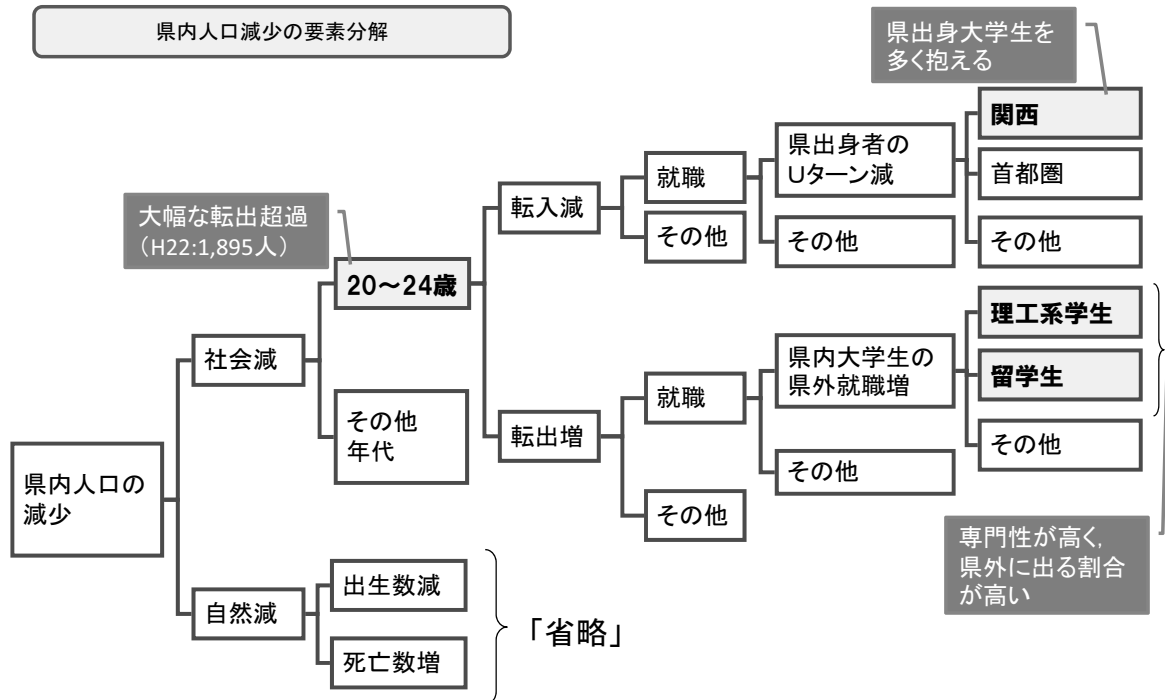 県内人口減少の要素分解
県出身大学生を
多く抱える
関西
県出身者の
Uターン減
首都圏
就職
転入減
その他
その他
その他
大幅な転出超過
（H22:1,895人）
20～24歳
理工系学生
社会減
県内大学生の
県外就職増
留学生
就職
その他
年代
転出増
その他
その他
県内人口の
減少
その他
専門性が高く，
県外に出る割合
が高い
出生数減
自然減
「省略」
死亡数増